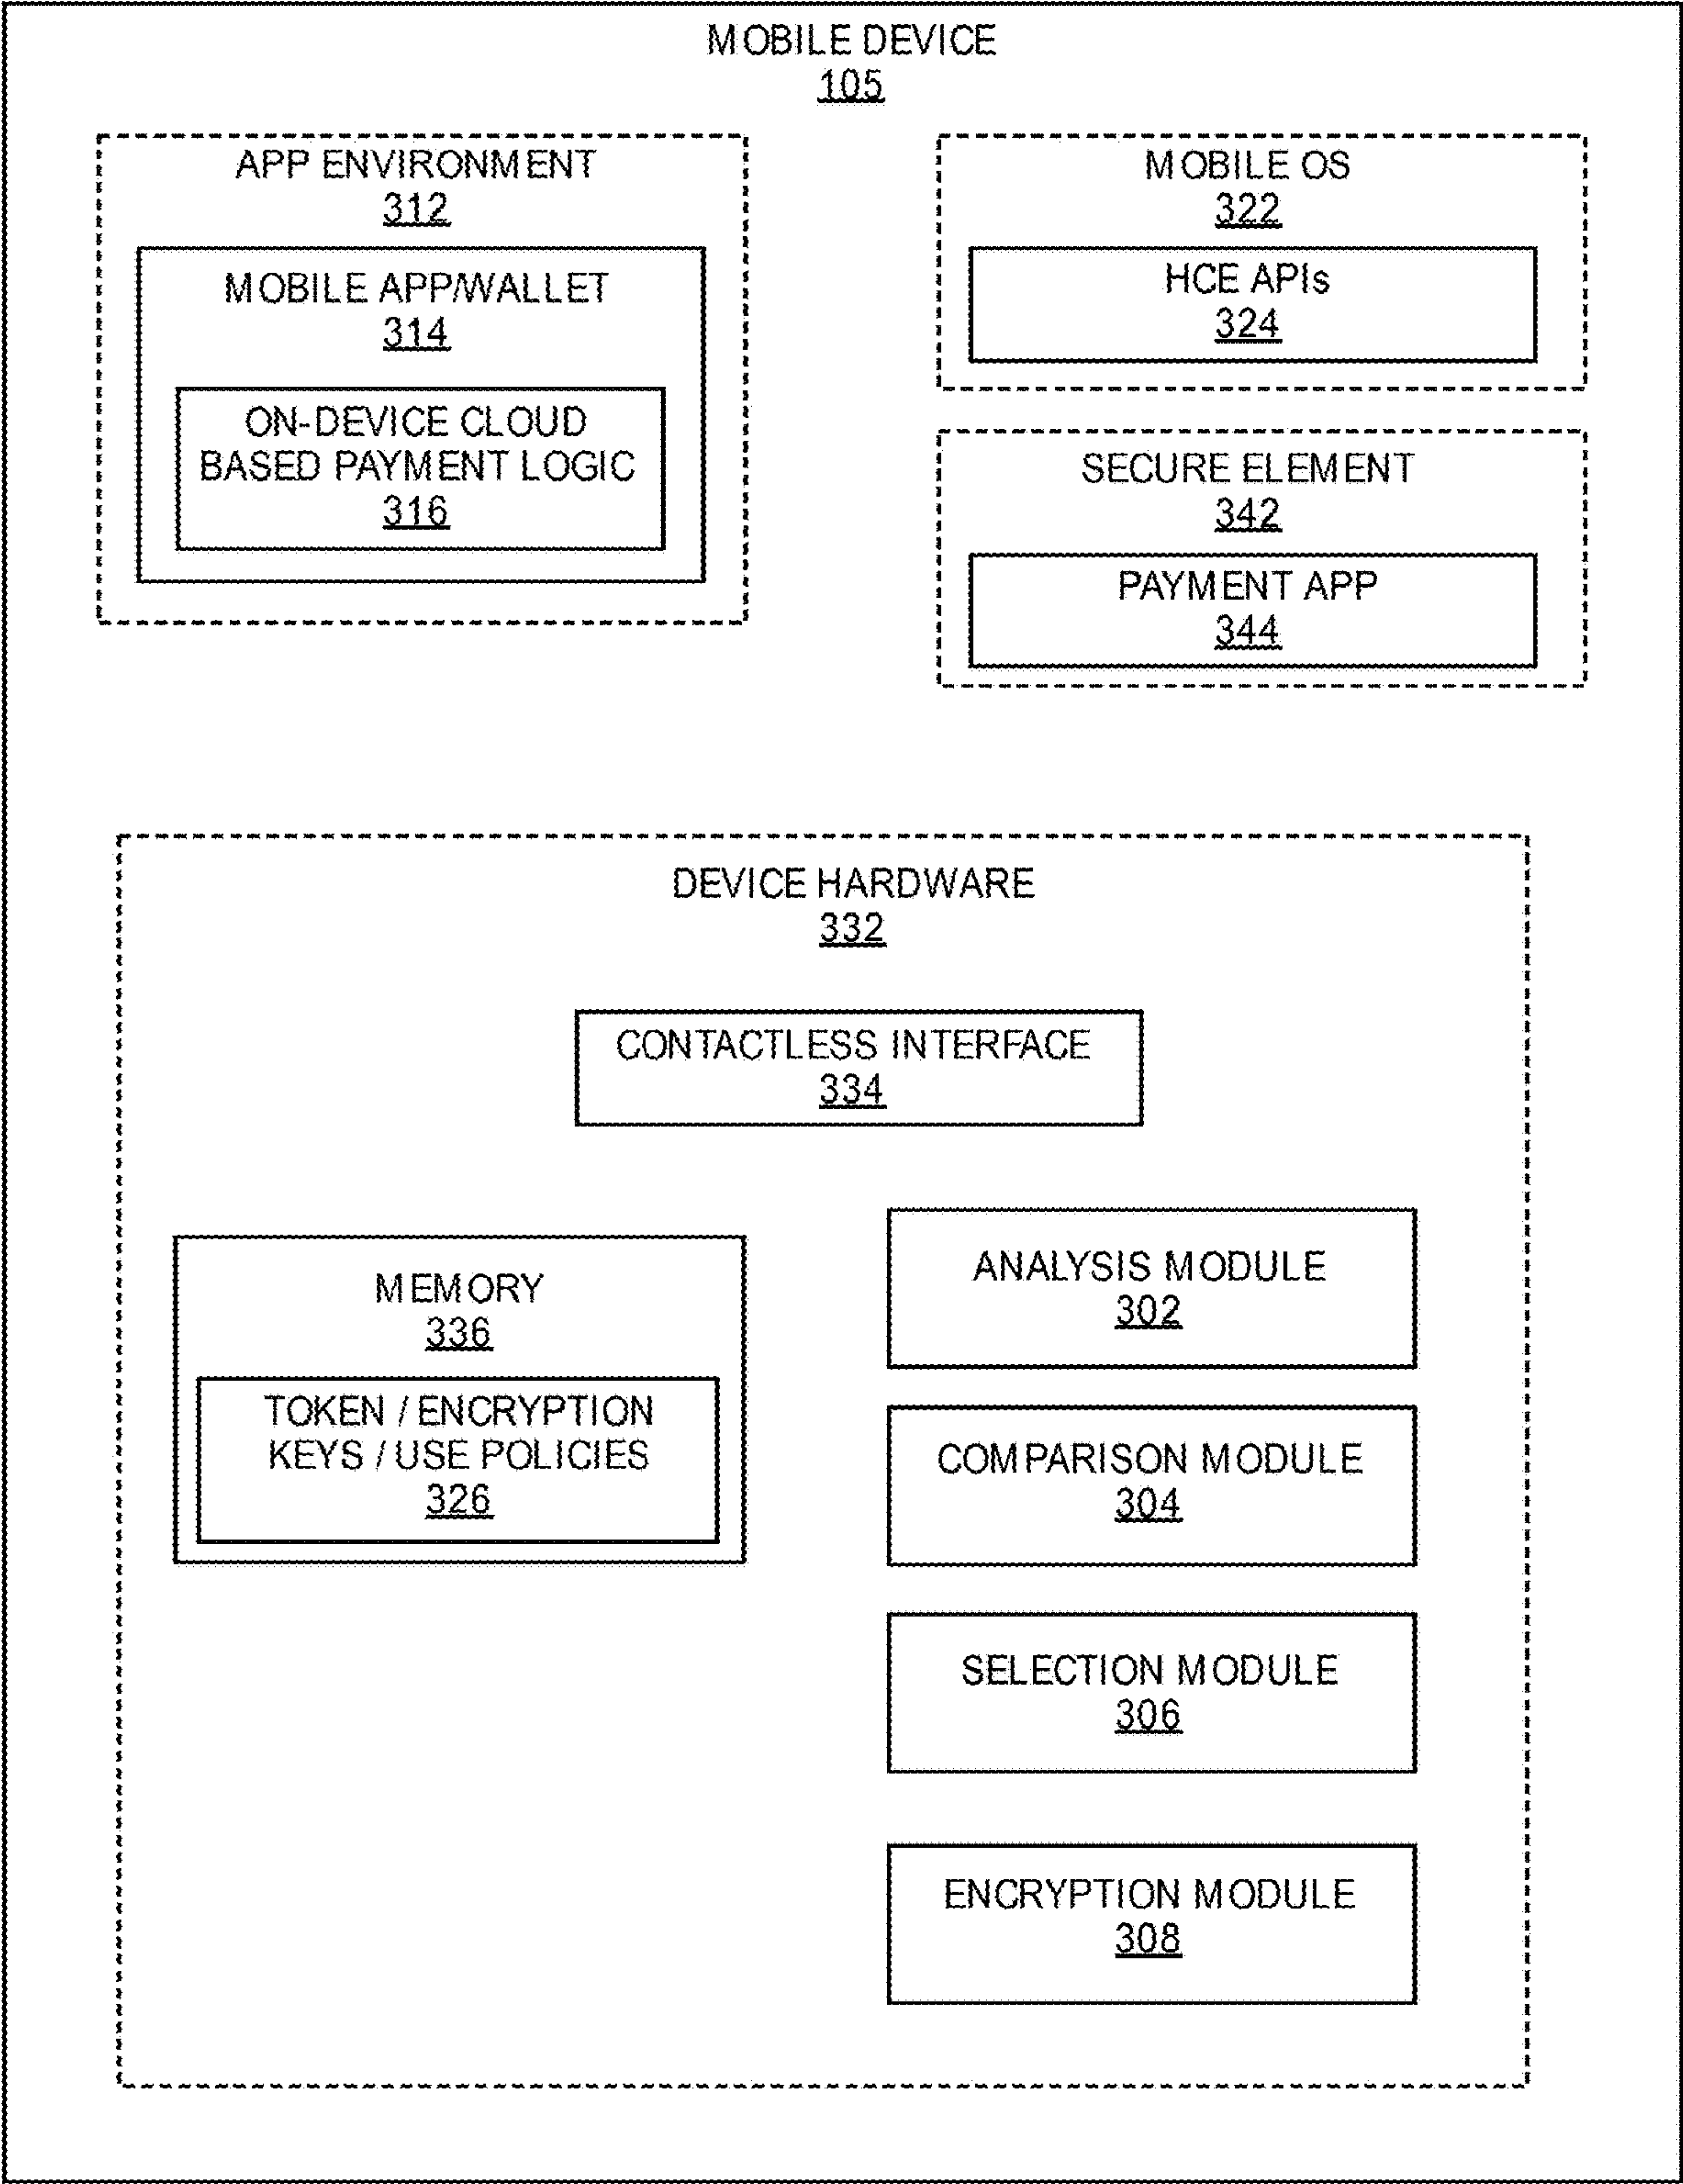 MOBILE DEVICE
105
APP ENVIRONMENT
312
MOBILE APP/WALLET
314
ON-DEVICE CLOUD
BASED PAYMENT LOGIC
316
MOBILE OS
322
HCE APIs
324
SECURE ELEMENT
342
PAYMENT APP
344
DEVICE HARDWARE
332
CONTACTLESS INTERFACE
334
MEMORY
336
TOKEN / ENCRYPTION
KEYS / USE POLICIES
326
ANALYSIS MODULE
302
COMPARISON MODULE
304
SELECTION MODULE
306
ENCRYPTION MODULE
308